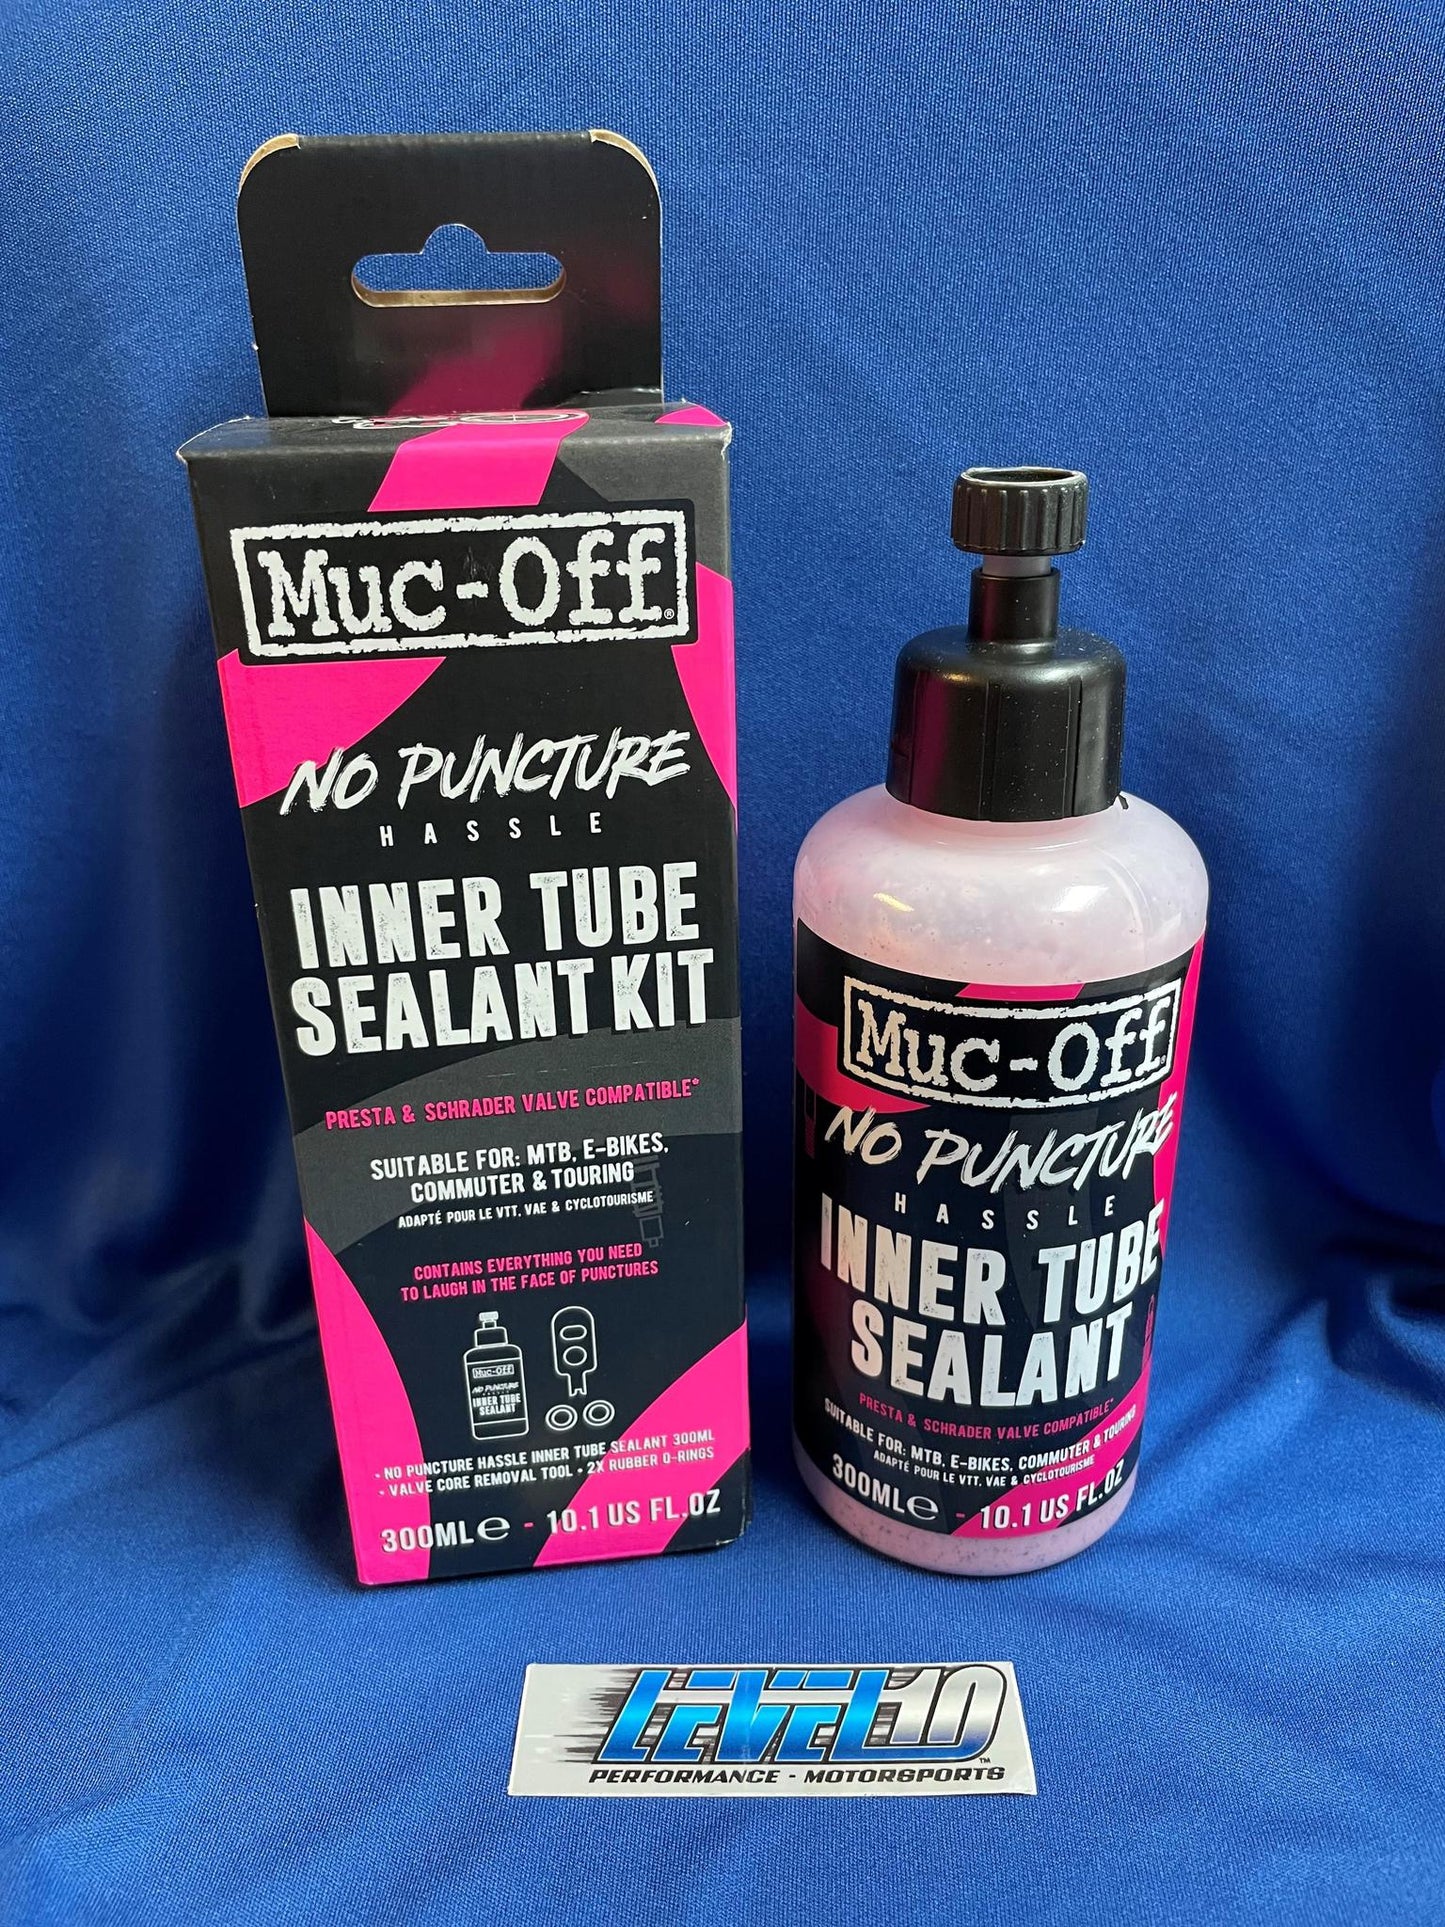 Muc-Off®
NO PUNCTURE
HASSLE
INNER TUBE
SEALANT KIT
PRESTA & SCHRADER VALVE COMPATIBLE*
SUITABLE FOR: MTB, E-BIKES,
COMMUTER & TOURING
ADAPTÉ POUR LE VTT, VAE & CYCLOTOURISME
CONTAINS EVERYTHING YOU NEED
TO LAUGH IN THE FACE OF PUNCTURES
Muc-Off
NO PUNCTURE
INNER TUBE
SEALANT
• NO PUNCTURE HASSLE INNER TUBE SEALANT 300ML
• VALVE CORE REMOVAL TOOL • 2X RUBBER O-RINGS
300ML℮ - 10.1 US FL.OZ
Muc-Off®
NO PUNCTURE
HASSLE
INNER TUBE
SEALANT
PRESTA & SCHRADER VALVE COMPATIBLE*
SUITABLE FOR: MTB, E-BIKES, COMMUTER & TOURING
ADAPTÉ POUR LE VTT, VAE & CYCLOTOURISME
300ML℮ - 10.1 US FL.OZ
LEVEL10™
PERFORMANCE - MOTORSPORTS